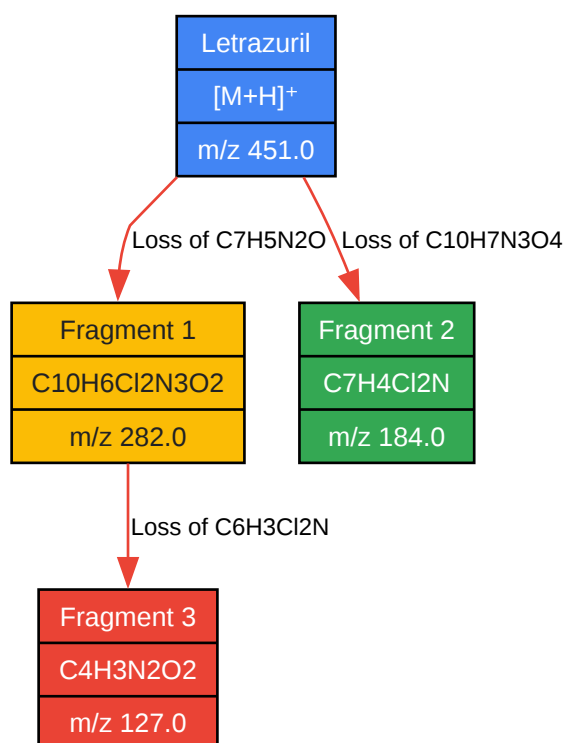 Letrazuril
[M+H]⁺
m/z 451.0
Loss of C7H5N2O
Loss of C10H7N3O4
Fragment 1
C10H6Cl2N3O2
m/z 282.0
Fragment 2
C7H4Cl2N
m/z 184.0
Loss of C6H3Cl2N
Fragment 3
C4H3N2O2
m/z 127.0